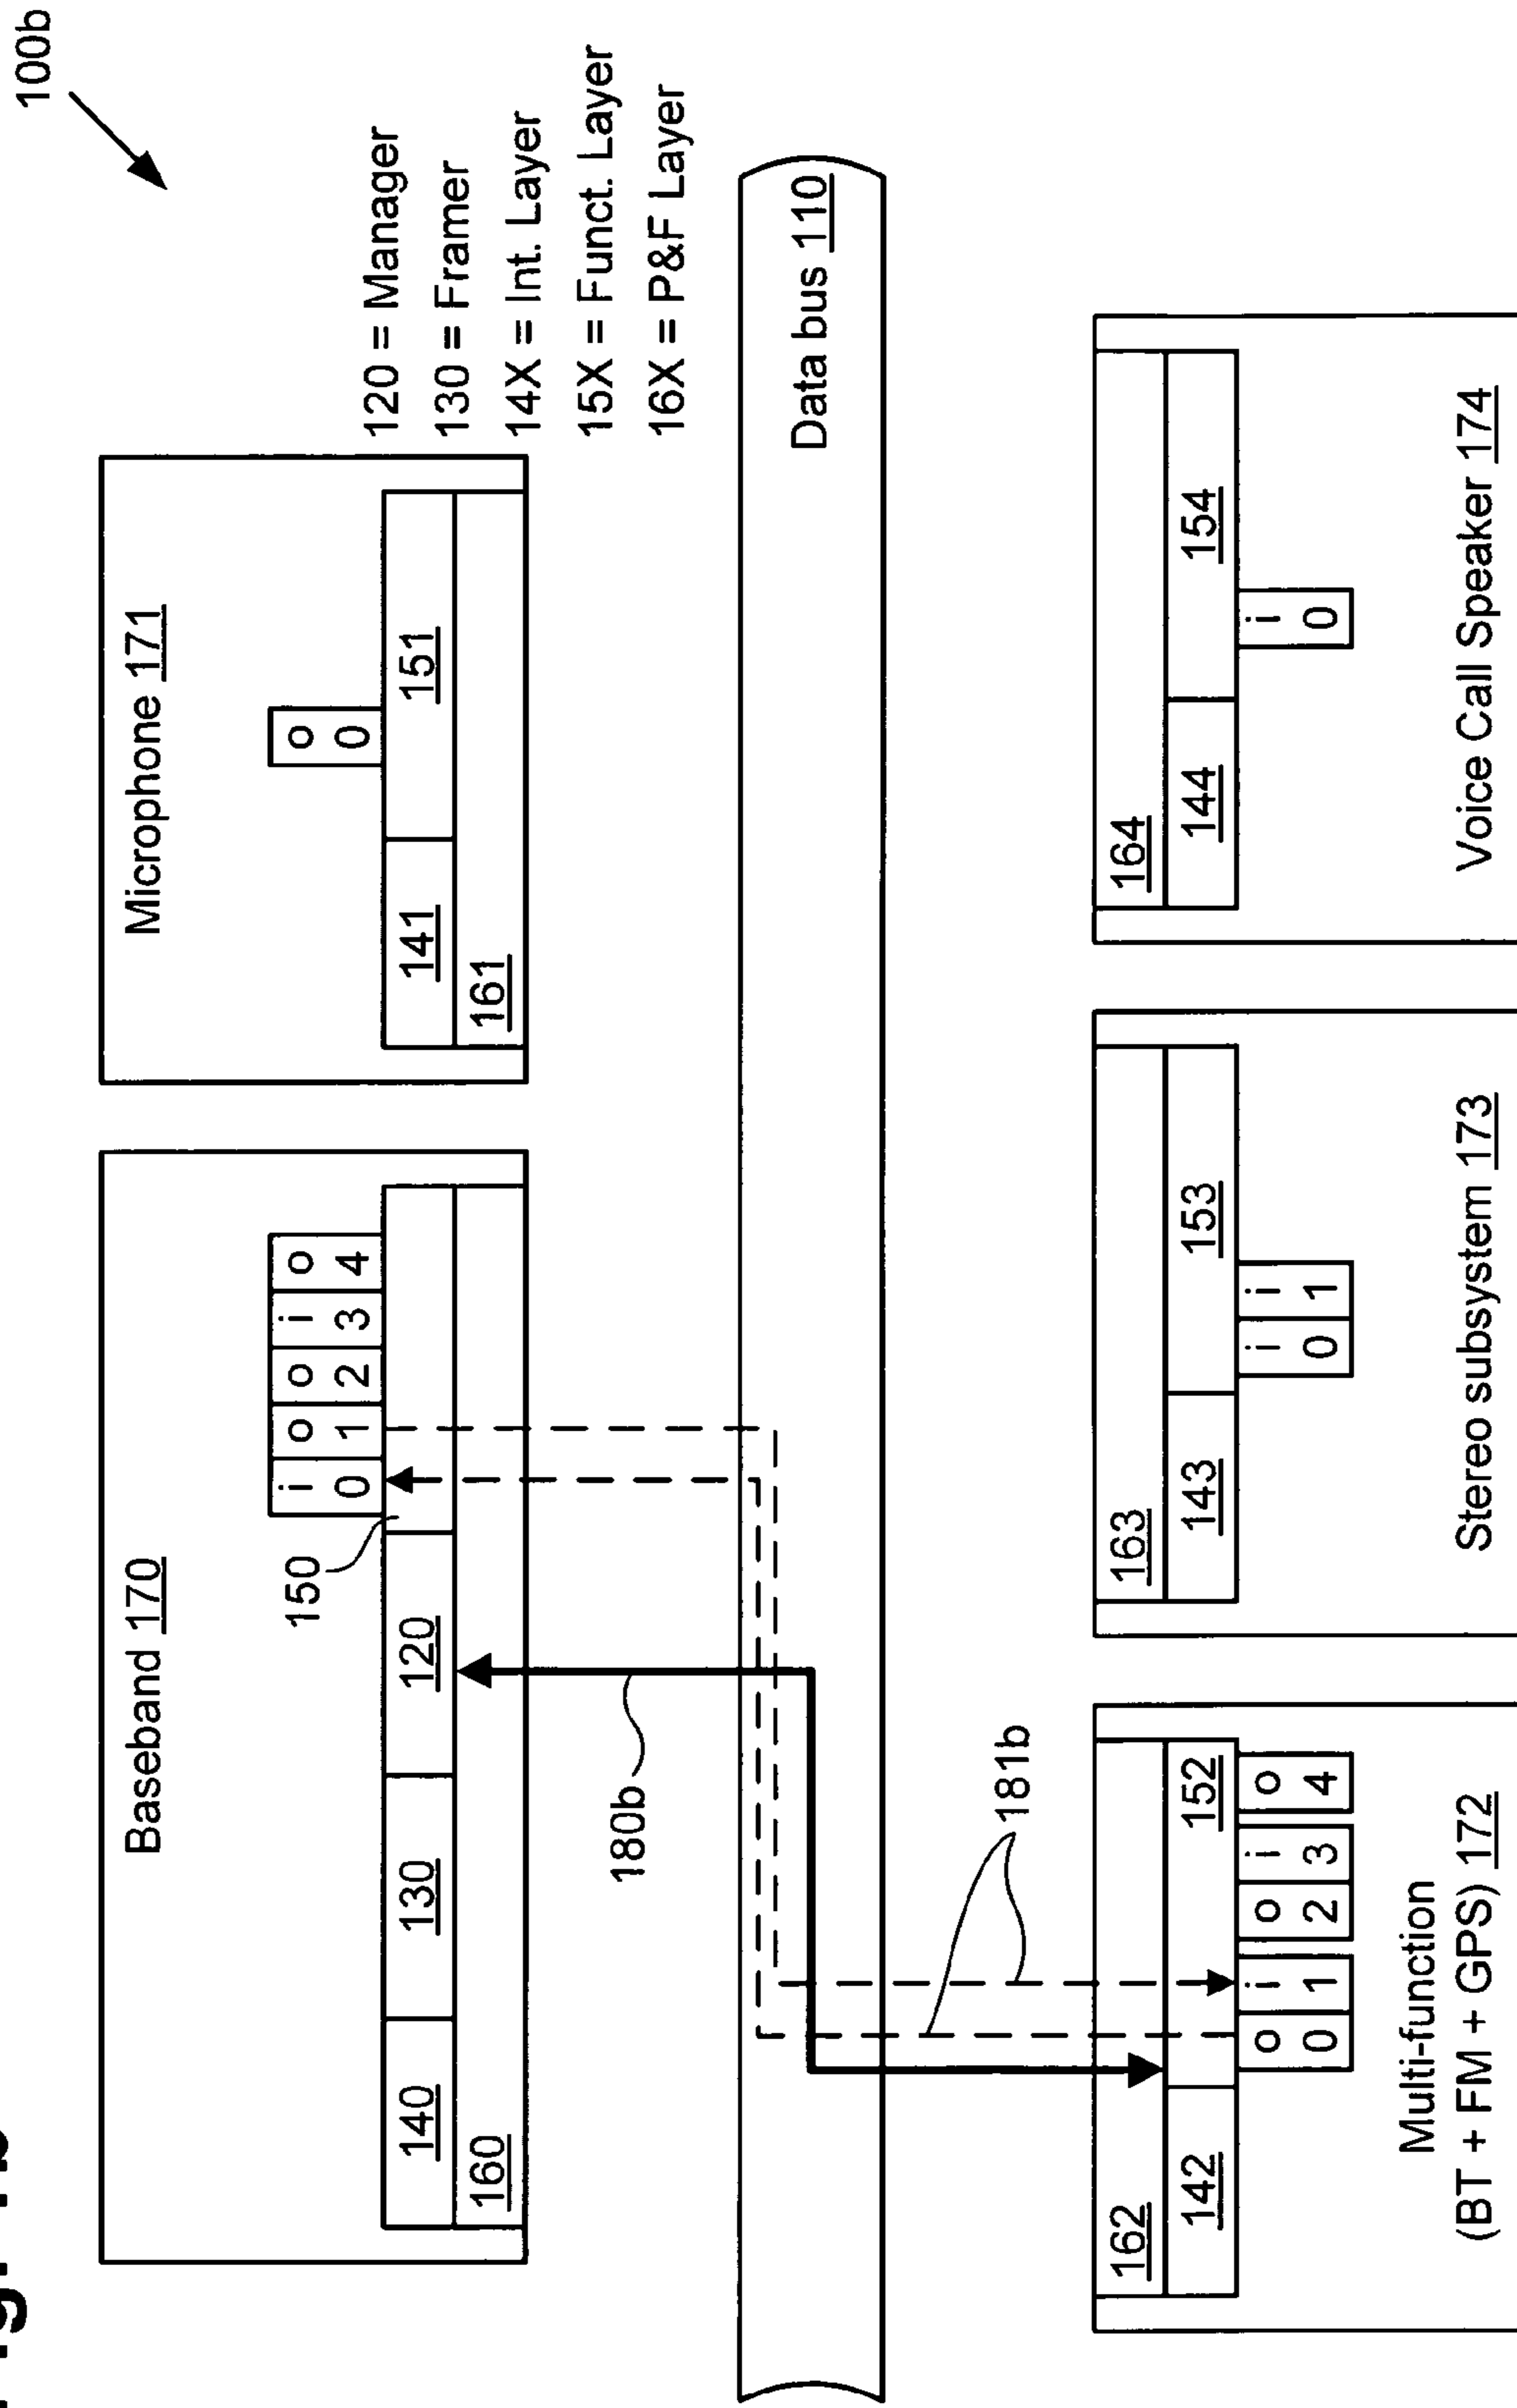 100b
Baseband 170
i o o i o
0 1 2 3 4
150
140
130
120
160
Microphone 171
o
0
141
151
161
120 = Manager
130 = Framer
14X = Int. Layer
15X = Funct. Layer
16X = P&F Layer
180b
Data bus 110
181b
162
142
152
o i o i o
0 1 2 3 4
Multi-function
(BT + FM + GPS) 172
163
143
153
i i
0 1
Stereo subsystem 173
164
144
154
i
0
Voice Call Speaker 174